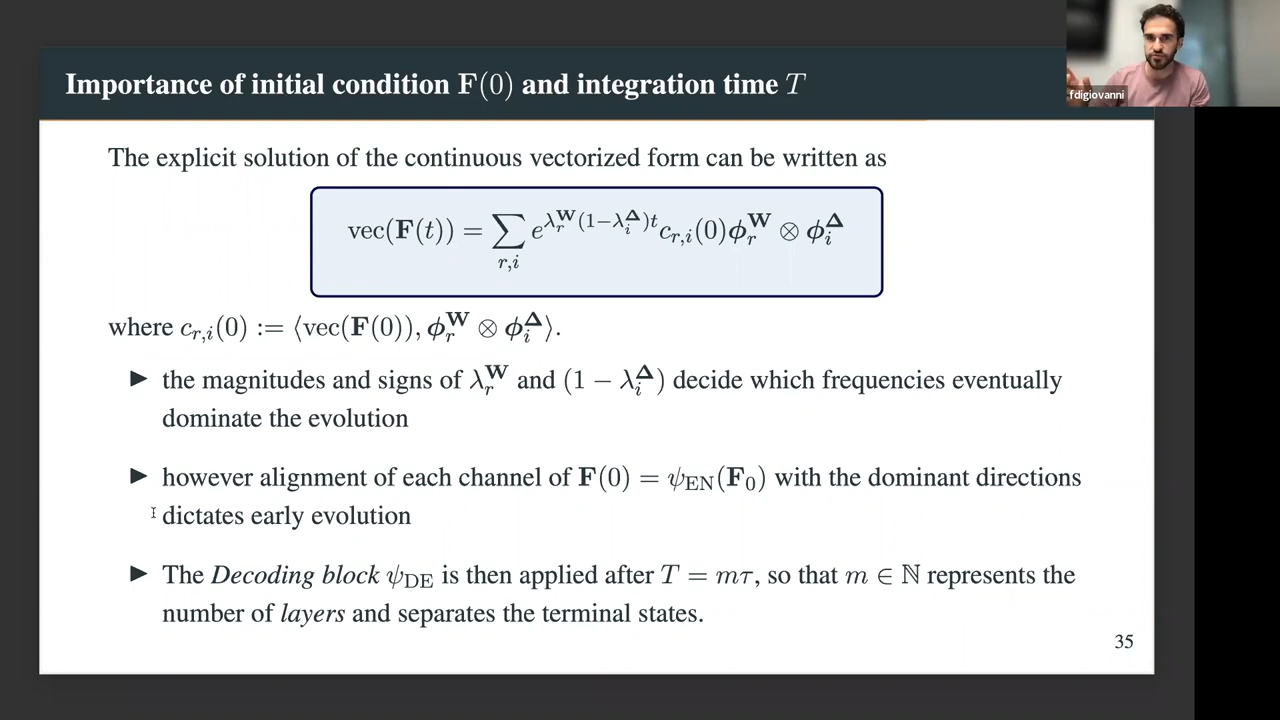 Importance of initial condition F(0) and integration time T
fdigiovanni
The explicit solution of the continuous vectorized form can be written as
vec(F(t)) = ∑_{r,i} e^{λ_r^W(1−λ_i^Δ)t} c_{r,i}(0)ϕ_r^W ⊗ ϕ_i^Δ
where c_{r,i}(0) := ⟨vec(F(0)), ϕ_r^W ⊗ ϕ_i^Δ⟩.
▶ the magnitudes and signs of λ_r^W and (1 − λ_i^Δ) decide which frequencies eventually
dominate the evolution
▶ however alignment of each channel of F(0) = ψ_EN(F_0) with the dominant directions
dictates early evolution
▶ The Decoding block ψ_DE is then applied after T = mτ, so that m ∈ ℕ represents the
number of layers and separates the terminal states.
35